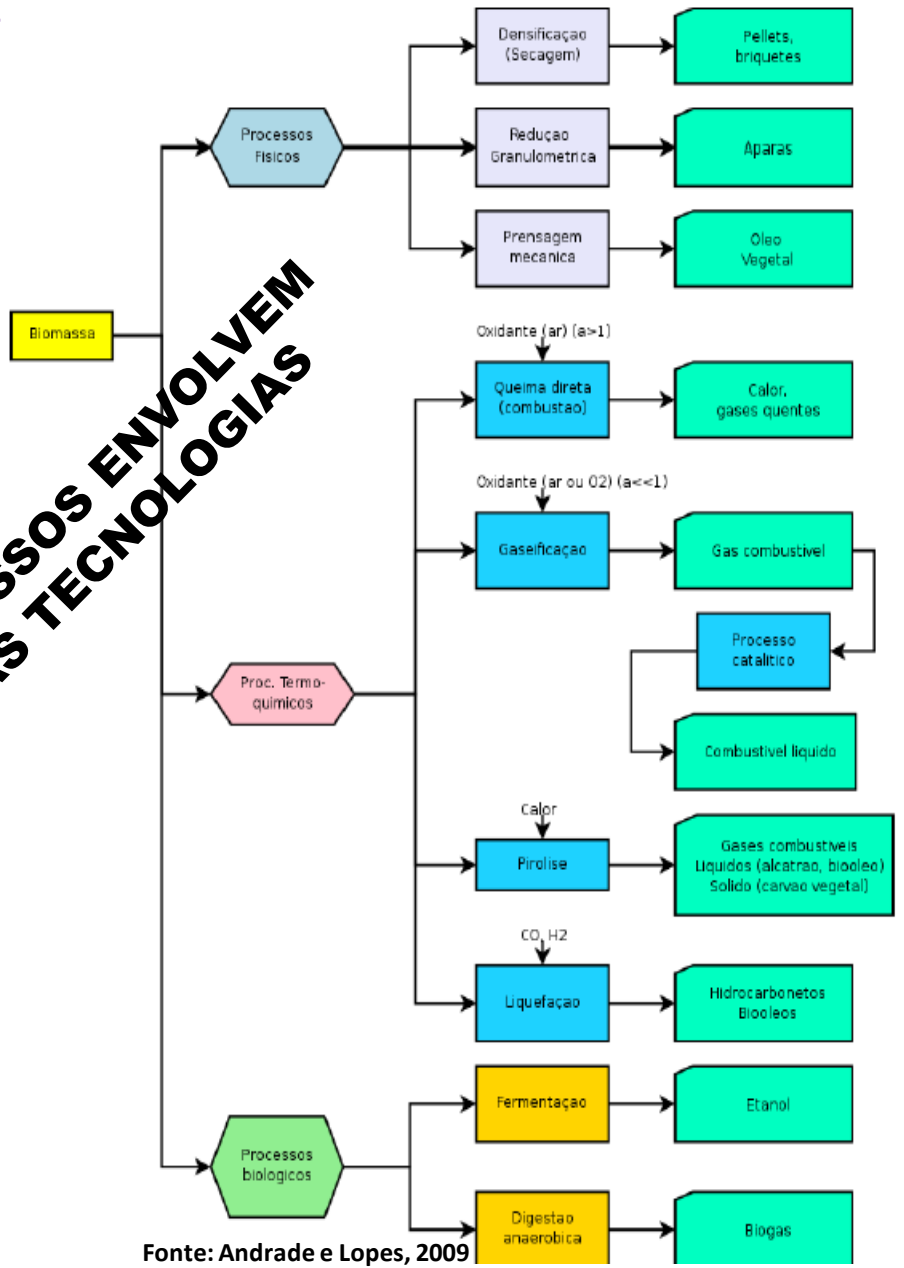 Densificaçao
(Secagem)
Pellets,
briquetes
Processos
Fisicos
Reduçao
Granulometrica
Aparas
Prensagem
mecanica
Oleo
Vegetal
Biomassa
SSOS ENVOLVEM
AS TECNOLOGIAS
Oxidante (ar) (a>1)
Queima direta
(combustao)
Calor,
gases quentes
Oxidante (ar ou O2) (a<<1)
Gaseificaçao
Gas combustivel
Processo
catalitico
Proc. Termo-
quimicos
Combustivel liquido
Calor
Pirolise
Gases combustiveis
Liquidos (alcatrao, biooleo)
Solido (carvao vegetal)
CO, H2
Liquefaçao
Hidrocarbonetos
Biooleos
Fermentaçao
Etanol
Processos
biologicos
Digestao
anaerobica
Biogas
Fonte: Andrade e Lopes, 2009